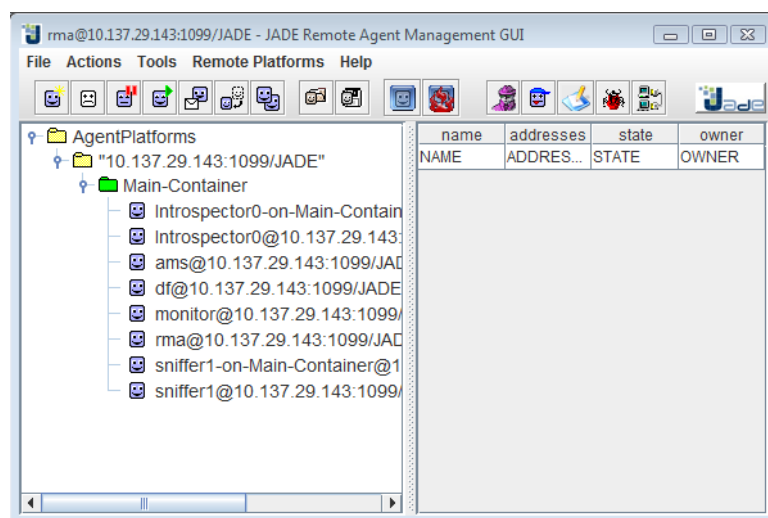 rma@10.137.29.143:1099/JADE - JADE Remote Agent Management GUI
File Actions Tools Remote Platforms Help
Jade
AgentPlatforms
"10.137.29.143:1099/JADE"
Main-Container
Introspector0-on-Main-Contain
Introspector0@10.137.29.143:
ams@10.137.29.143:1099/JAD
df@10.137.29.143:1099/JADE
monitor@10.137.29.143:1099/
rma@10.137.29.143:1099/JAD
sniffer1-on-Main-Container@1
sniffer1@10.137.29.143:1099/
name addresses state owner
NAME ADDRES... STATE OWNER